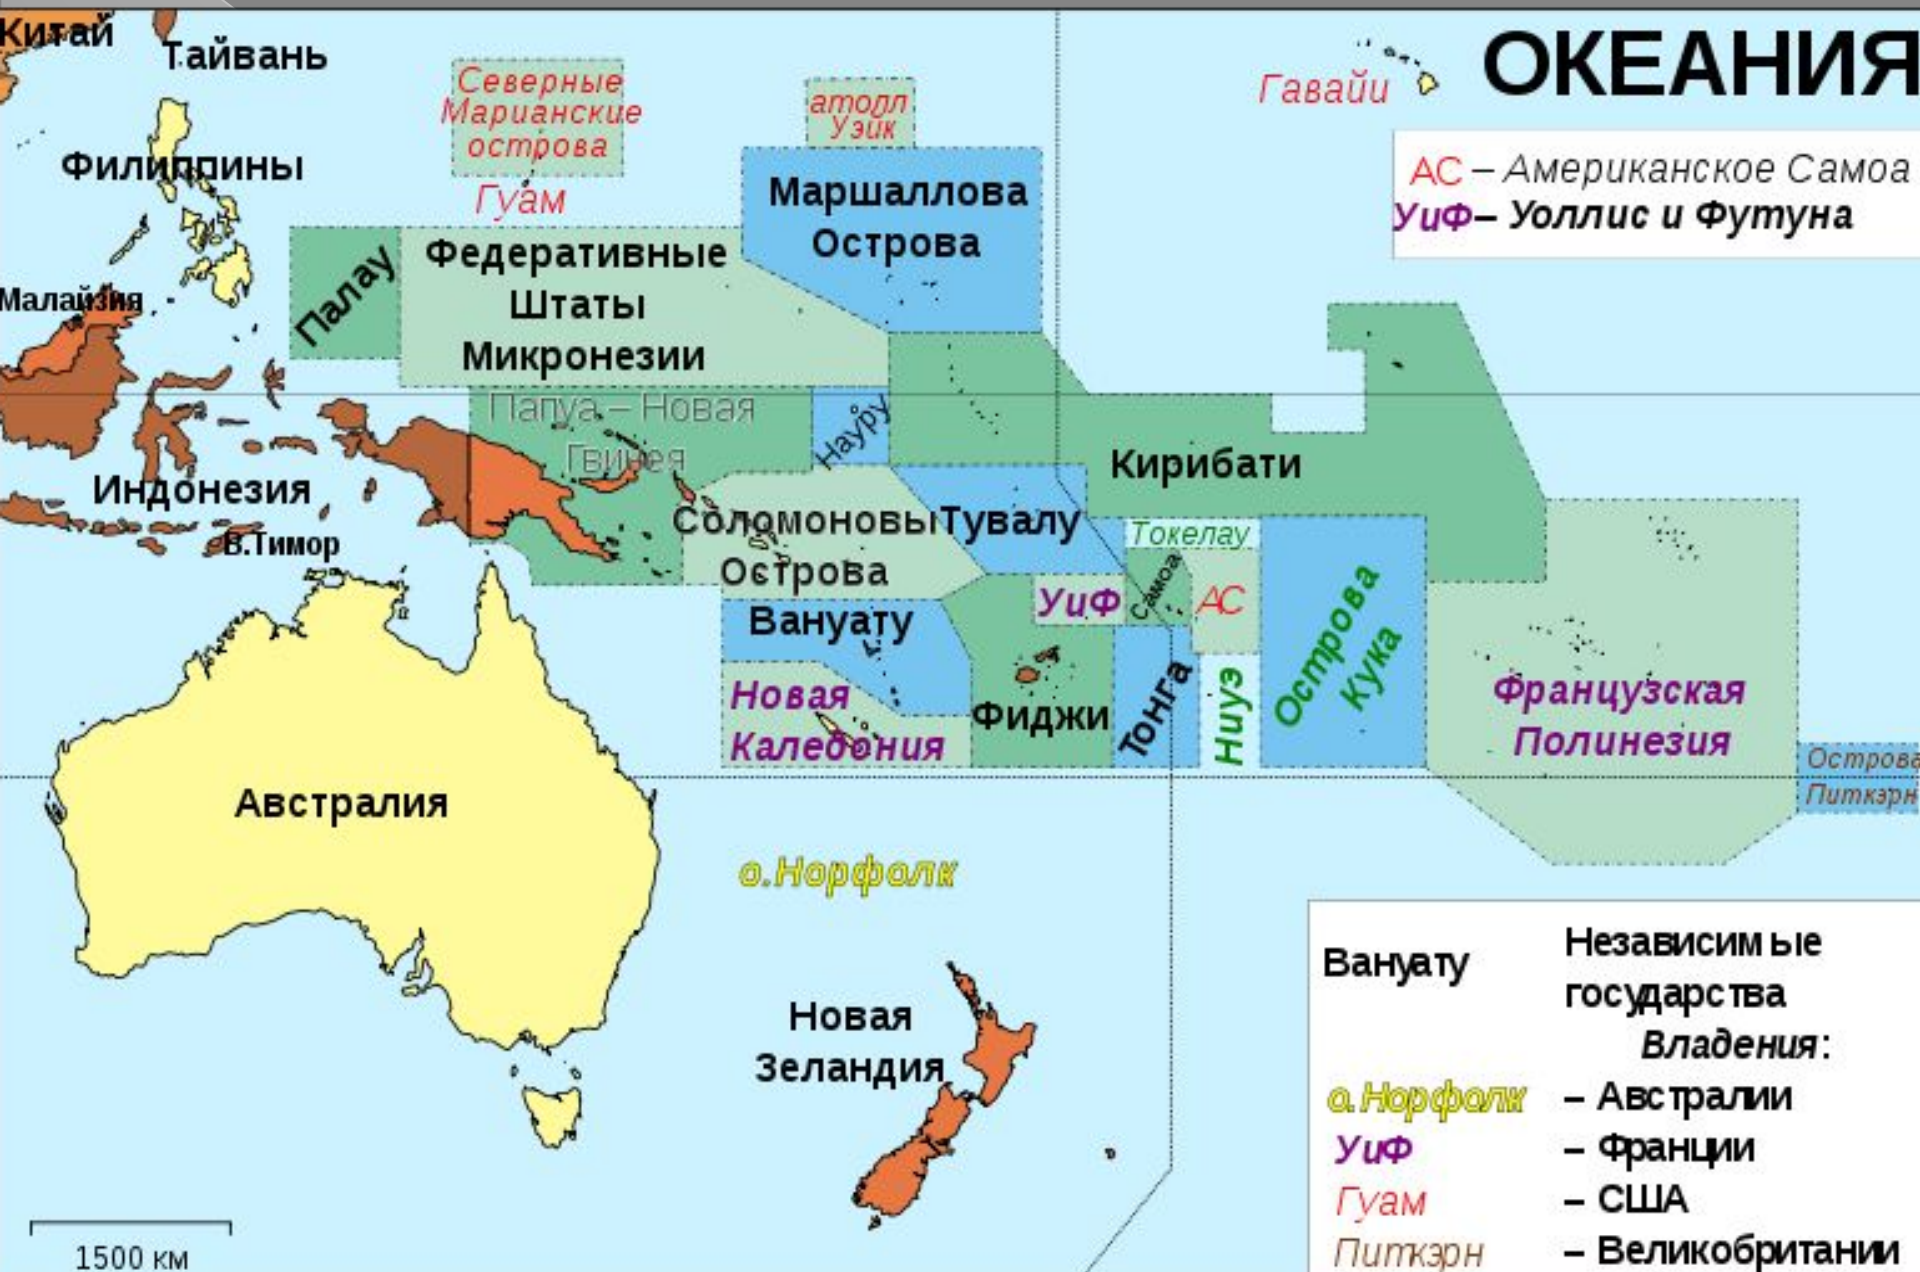 Китай
Тайвань
Северные
Марианские
острова
атолл
Уэйк
Гавайи
ОКЕАНИЯ
АС – Американское Самоа
УиФ – Уоллис и Футуна
Филиппины
Гуам
Маршаллова
Острова
Палау
Федеративные
Штаты
Микронезии
Малайзия
Папуа – Новая
Гвинея
Науру
Кирибати
Индонезия
Соломоновы
Острова
Тувалу
Токелау
В.Тимор
УиФ
Самоа
АС
Острова
Кука
Вануату
Новая
Каледония
Фиджи
Тонга
Ниуэ
Французская
Полинезия
Острова
Питкэрн
Австралия
о.Норфолк
Новая
Зеландия
Вануату
Независимые
государства
Владения:
о.Норфолк – Австралии
УиФ – Франции
Гуам – США
Питкэрн – Великобритании
1500 км